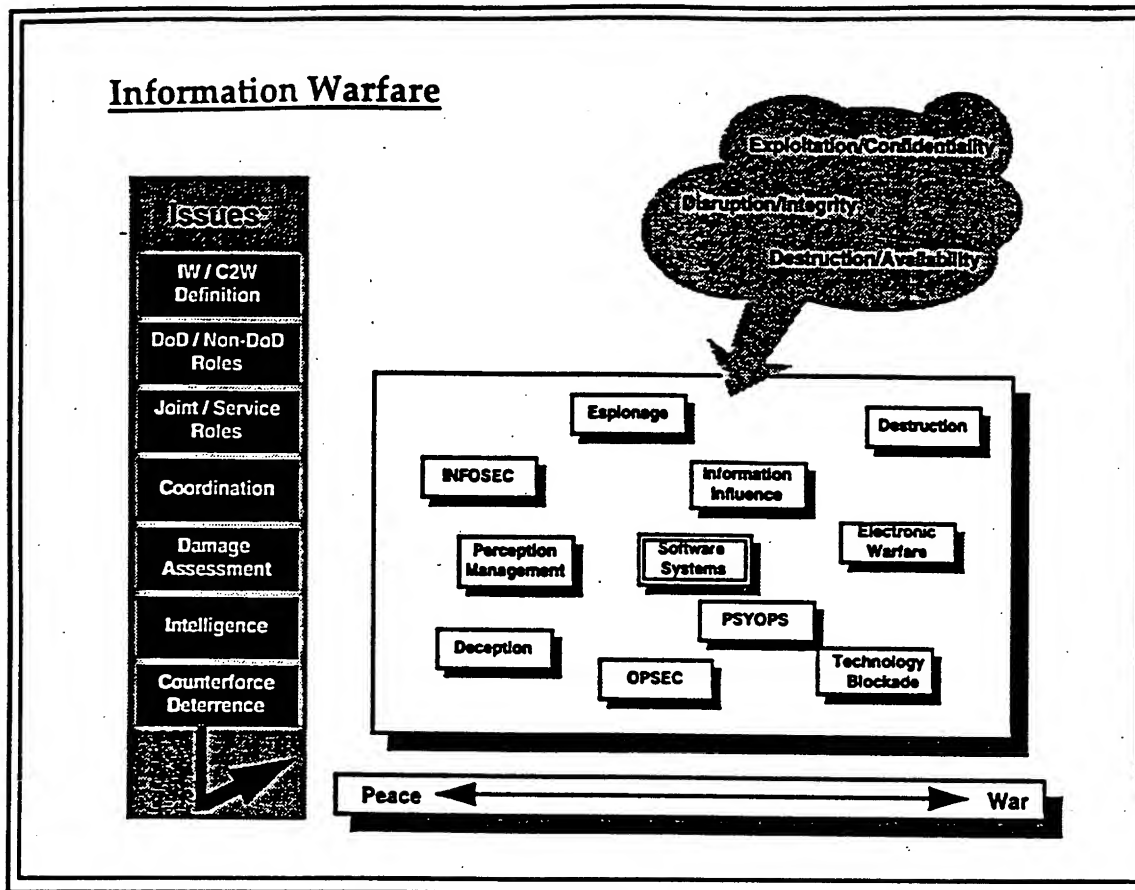 Information Warfare
Issues:
IW / C2W
Definition
DoD / Non-DoD
Roles
Joint / Service
Roles
Coordination
Damage
Assessment
Intelligence
Counterforce
Deterrence
Exploitation/Confidentiality
Disruption/Integrity
Destruction/Availability
Espionage
Destruction
INFOSEC
Information
Influence
Electronic
Warfare
Perception
Management
Software
Systems
PSYOPS
Deception
OPSEC
Technology
Blockade
Peace
War